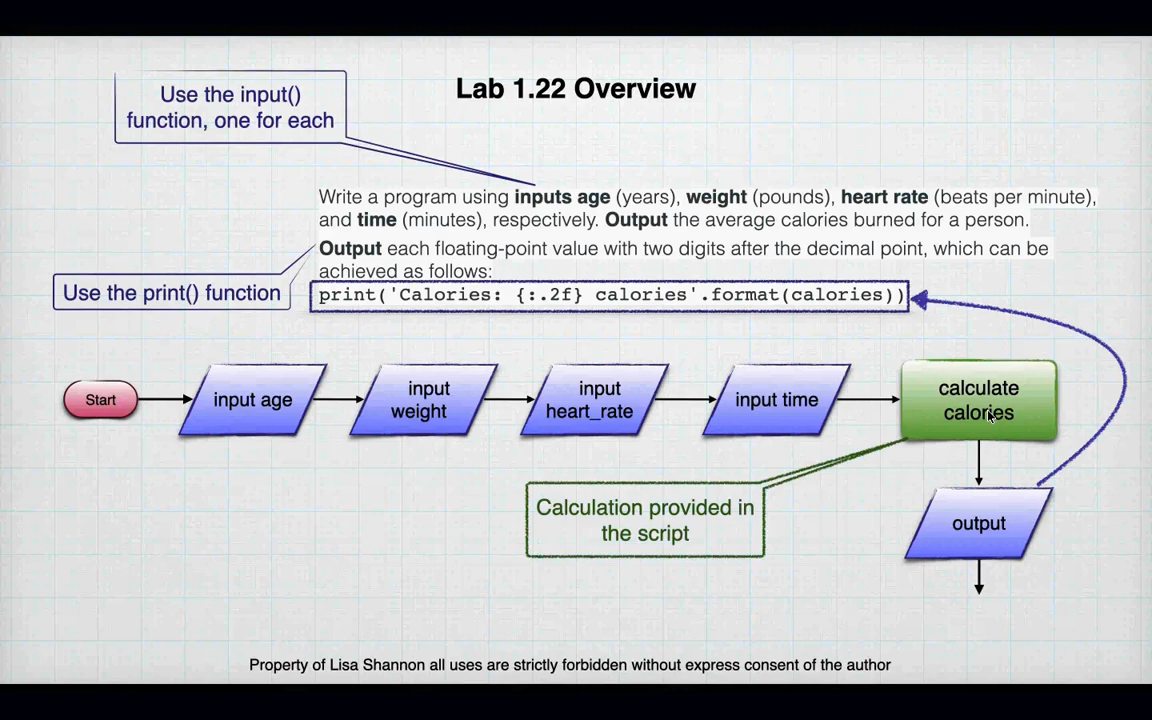 Lab 1.22 Overview
Use the input()
function, one for each
Write a program using inputs age (years), weight (pounds), heart rate (beats per minute),
and time (minutes), respectively. Output the average calories burned for a person.
Output each floating-point value with two digits after the decimal point, which can be
achieved as follows:
Use the print() function
print('Calories: {:.2f} calories'.format(calories))
Start
input age
input
weight
input
heart_rate
input time
calculate
calories
Calculation provided in
the script
output
Property of Lisa Shannon all uses are strictly forbidden without express consent of the author